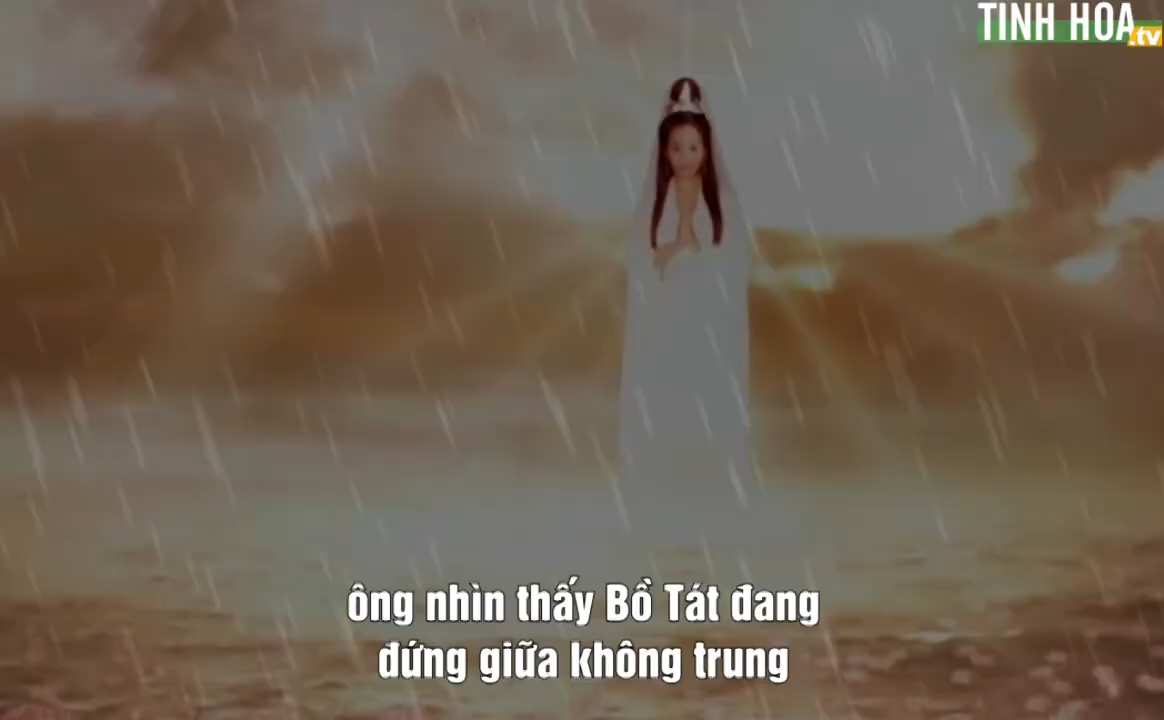 TINH HOA
.tv
ông nhìn thấy Bồ Tát đang
đứng giữa không trung